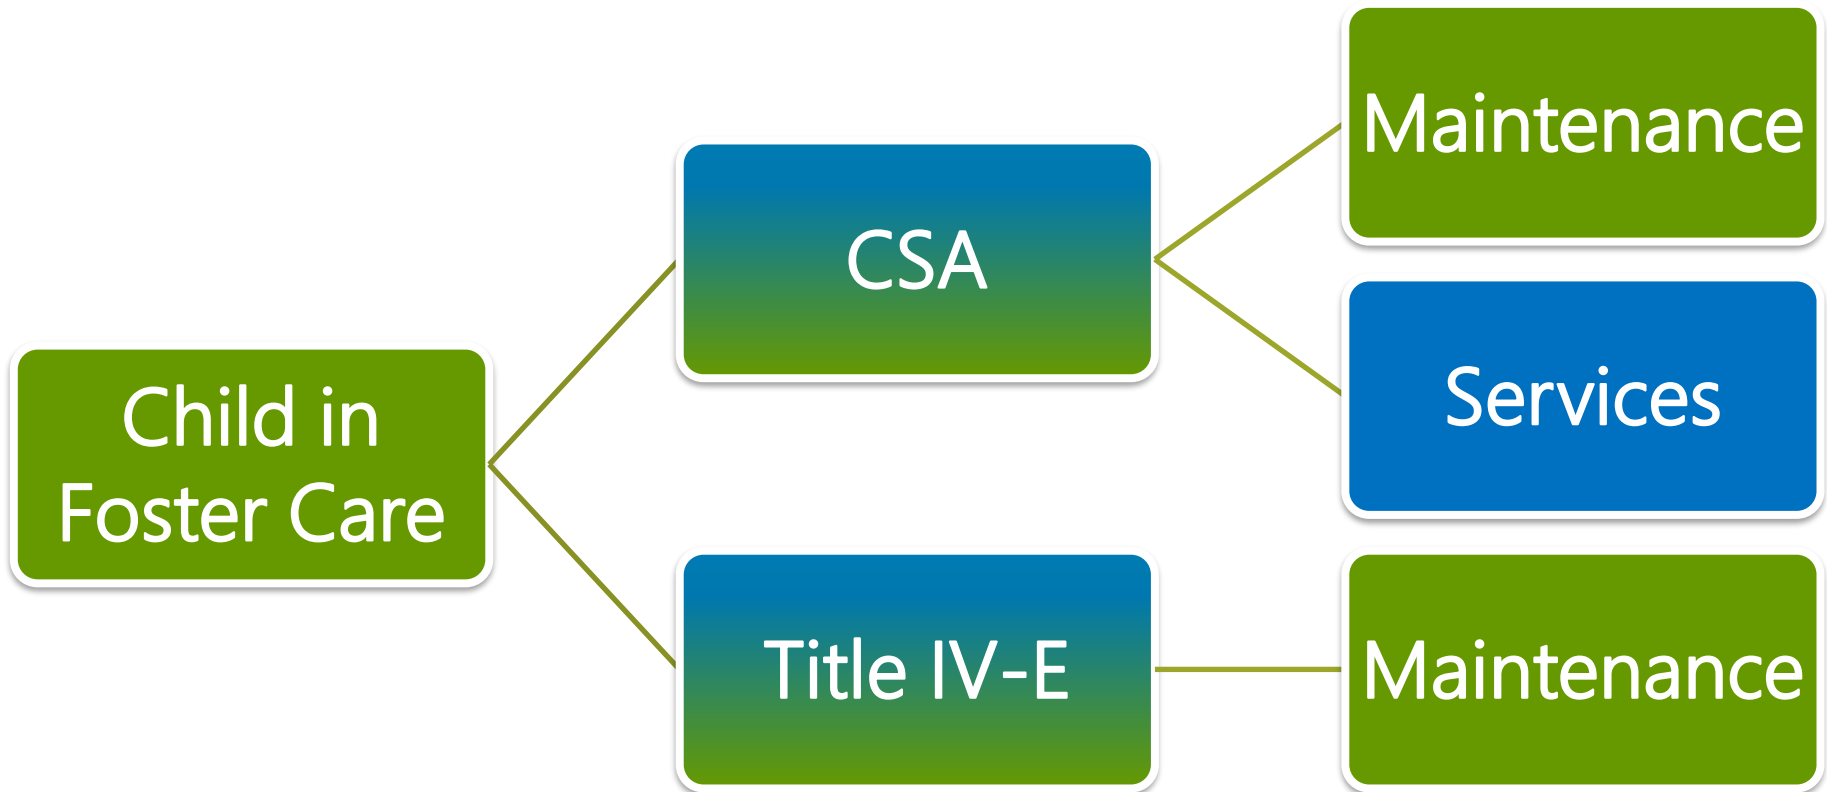 Child in
Foster Care
CSA
Title IV-E
Maintenance
Services
Maintenance